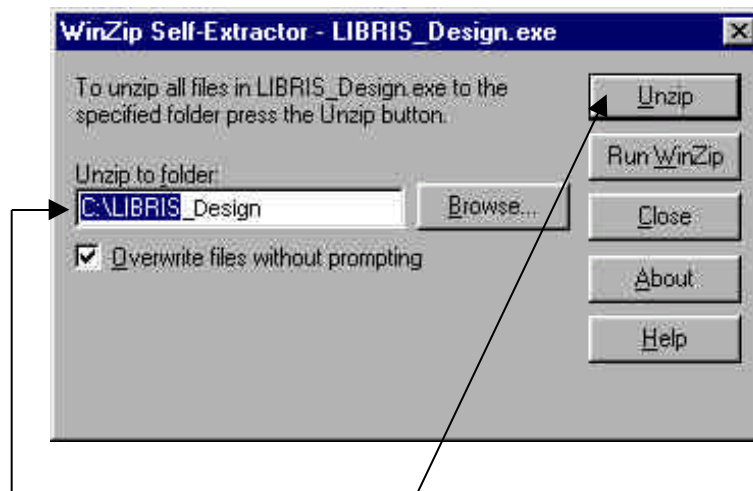 WinZip Self-Extractor - LIBRIS_Design.exe
To unzip all files in LIBRIS_Design.exe to the
specified folder press the Unzip button.
Unzip to folder:
C:\LIBRIS_Design
Browse...
Overwrite files without prompting
Unzip
Run WinZip
Close
About
Help